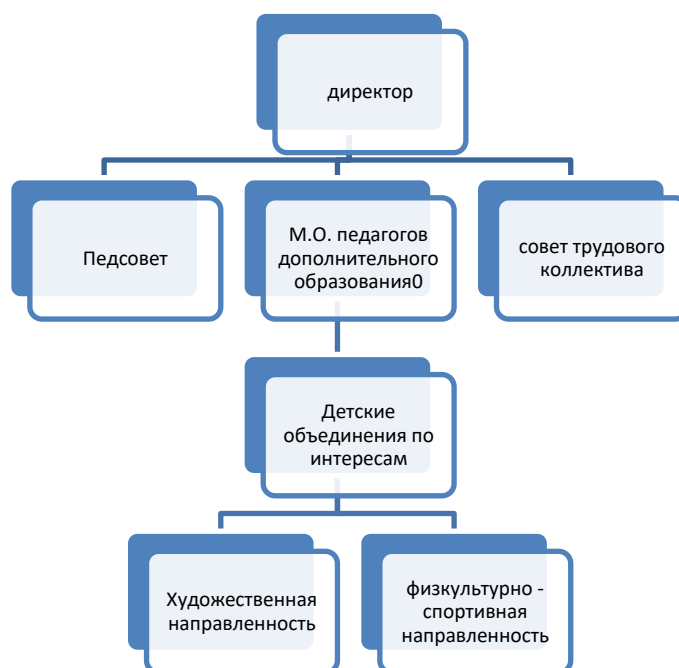 директор
Педсовет
М.О. педагогов
дополнительного
образования0
совет трудового
коллектива
Детские
объединения по
интересам
Художественная
направленность
физкультурно -
спортивная
направленность